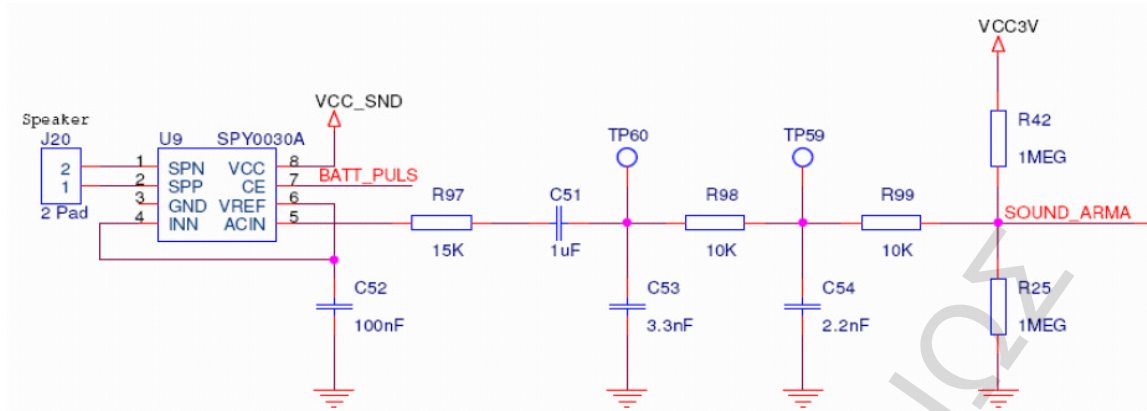 VCC3V
R42
1MEG
SOUND_ARMA
R25
1MEG
TP59
R99
10K
C54
2.2nF
TP60
R98
10K
C53
3.3nF
C51
1uF
R97
15K
VCC_SND
BATT_PULS
Speaker
J20
2
1
2 Pad
U9 SPY0030A
1 SPN VCC 8
2 SPP CE 7
3 GND VREF 6
4 INN ACIN 5
C52
100nF
ΙΩΣ